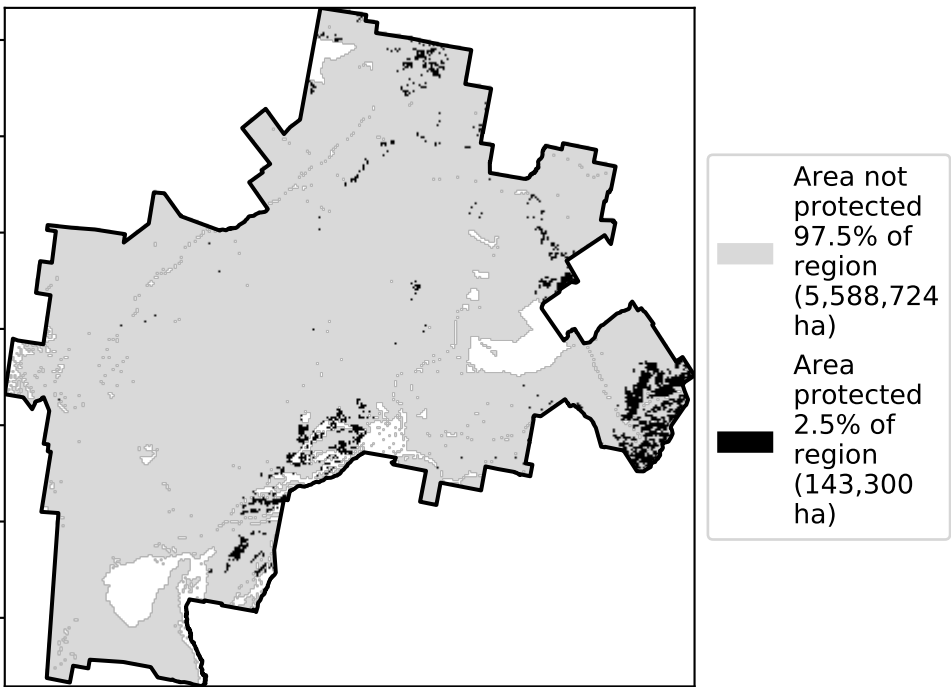 Area not
protected
97.5% of
region
(5,588,724
ha)
Area
protected
2.5% of
region
(143,300
ha)